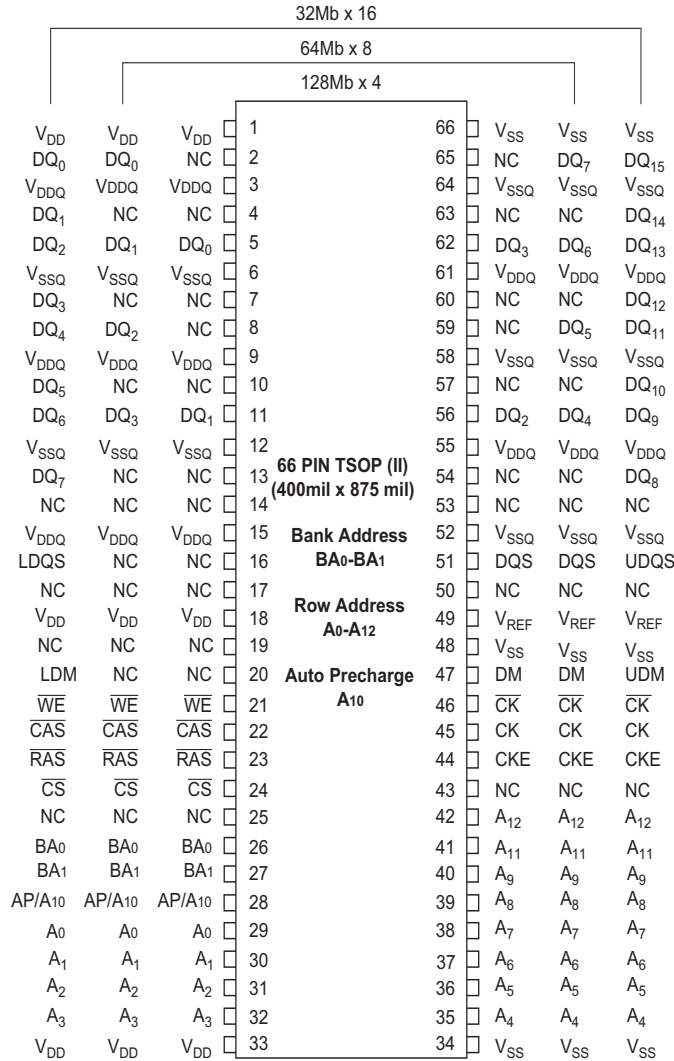 32Mb x 16
64Mb x 8
128Mb x 4
VDD VDD VDD 1 66 VSS VSS VSS
DQ0 DQ0 NC 2 65 NC DQ7 DQ15
VDDQ VDDQ VDDQ 3 64 VSSQ VSSQ VSSQ
DQ1 NC NC 4 63 NC NC DQ14
DQ2 DQ1 DQ0 5 62 DQ3 DQ6 DQ13
VSSQ VSSQ VSSQ 6 61 VDDQ VDDQ VDDQ
DQ3 NC NC 7 60 NC NC DQ12
DQ4 DQ2 NC 8 59 NC DQ5 DQ11
VDDQ VDDQ VDDQ 9 58 VSSQ VSSQ VSSQ
DQ5 NC NC 10 57 NC NC DQ10
DQ6 DQ3 DQ1 11 56 DQ2 DQ4 DQ9
VSSQ VSSQ VSSQ 12 55 VDDQ VDDQ VDDQ
66 PIN TSOP (II)
DQ7 NC NC 13 54 NC NC DQ8
(400mil x 875 mil)
NC NC NC 14 53 NC NC NC
VDDQ VDDQ VDDQ 15 Bank Address 52 VSSQ VSSQ VSSQ
LDQS NC NC 16 BA0-BA1 51 DQS DQS UDQS
NC NC NC 17 50 NC NC NC
Row Address
VDD VDD VDD 18 49 VREF VREF VREF
A0-A12
NC NC NC 19 48 VSS VSS VSS
LDM NC NC 20 Auto Precharge 47 DM DM UDM
WE WE WE 21 A10 46 CK CK CK
CAS CAS CAS 22 45 CK CK CK
RAS RAS RAS 23 44 CKE CKE CKE
CS CS CS 24 43 NC NC NC
NC NC NC 25 42 A12 A12 A12
BA0 BA0 BA0 26 41 A11 A11 A11
BA1 BA1 BA1 27 40 A9 A9 A9
AP/A10 AP/A10 AP/A10 28 39 A8 A8 A8
A0 A0 A0 29 38 A7 A7 A7
A1 A1 A1 30 37 A6 A6 A6
A2 A2 A2 31 36 A5 A5 A5
A3 A3 A3 32 35 A4 A4 A4
VDD VDD VDD 33 34 VSS VSS VSS